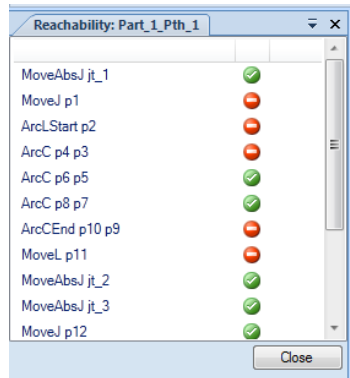 Reachability: Part_1_Pth_1
MoveAbsJ jt_1
MoveJ p1
ArcLStart p2
ArcC p4 p3
ArcC p6 p5
ArcC p8 p7
ArcCEnd p10 p9
MoveL p11
MoveAbsJ jt_2
MoveAbsJ jt_3
MoveJ p12
Close